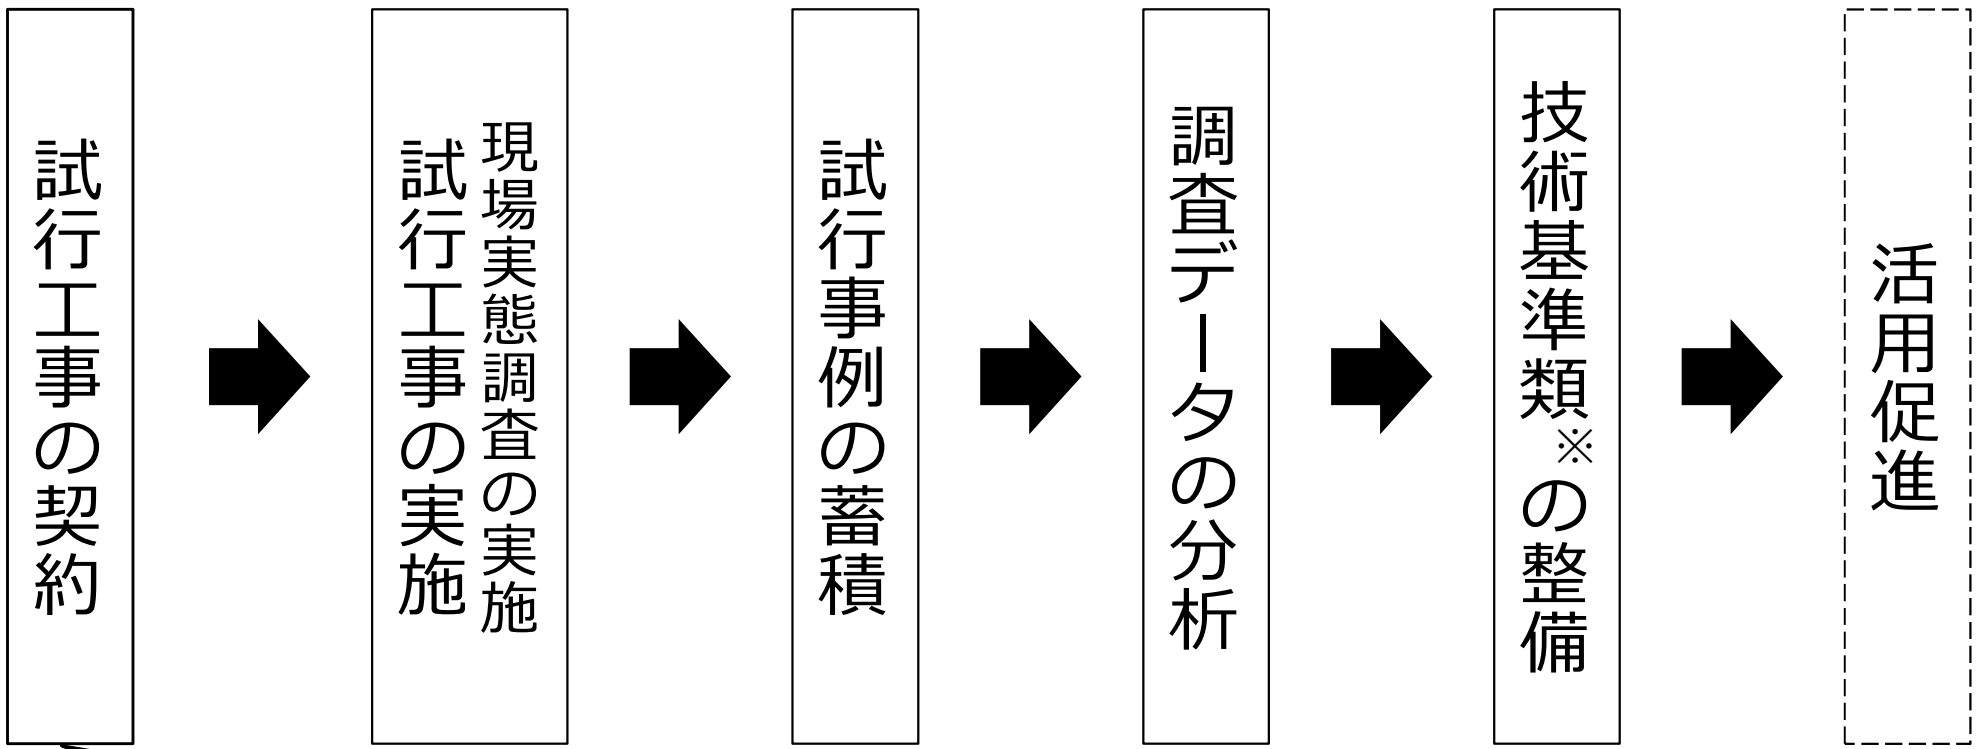 試行工事の契約
現場実態調査の実施
試行工事の実施
試行事例の蓄積
調査データの分析
技術基準類※の整備
活用促進